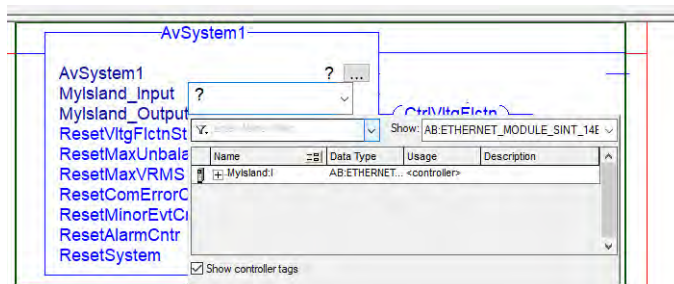 AvSystem1
AvSystem1 ? ...
MyIsland_Input ?
MyIsland_Output CtrlVltgFlctn
ResetVltgFlctnSt Show: AB:ETHERNET_MODULE_SINT_14E
ResetMaxUnbala Name Data Type Usage Description
ResetMaxVRMS MyIsland:I AB:ETHERNET... <controller>
ResetComErrorC
ResetMinorEvtC
ResetAlarmCntr
ResetSystem Show controller tags